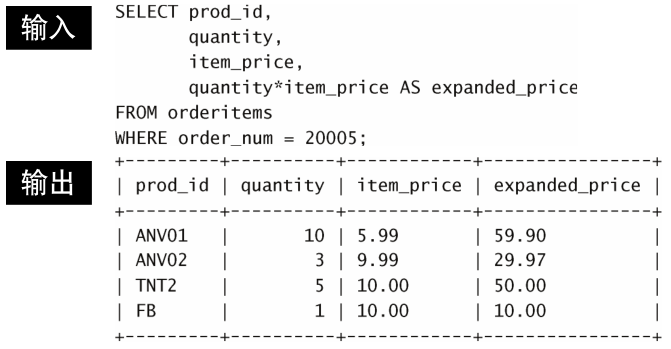 输入
SELECT prod_id,
       quantity,
       item_price,
       quantity*item_price AS expanded_price
FROM orderitems
WHERE order_num = 20005;
输出
+---------+----------+------------+----------------+
| prod_id | quantity | item_price | expanded_price |
+---------+----------+------------+----------------+
| ANV01   |       10 | 5.99       | 59.90          |
| ANV02   |        3 | 9.99       | 29.97          |
| TNT2    |        5 | 10.00      | 50.00          |
| FB      |        1 | 10.00      | 10.00          |
+---------+----------+------------+----------------+